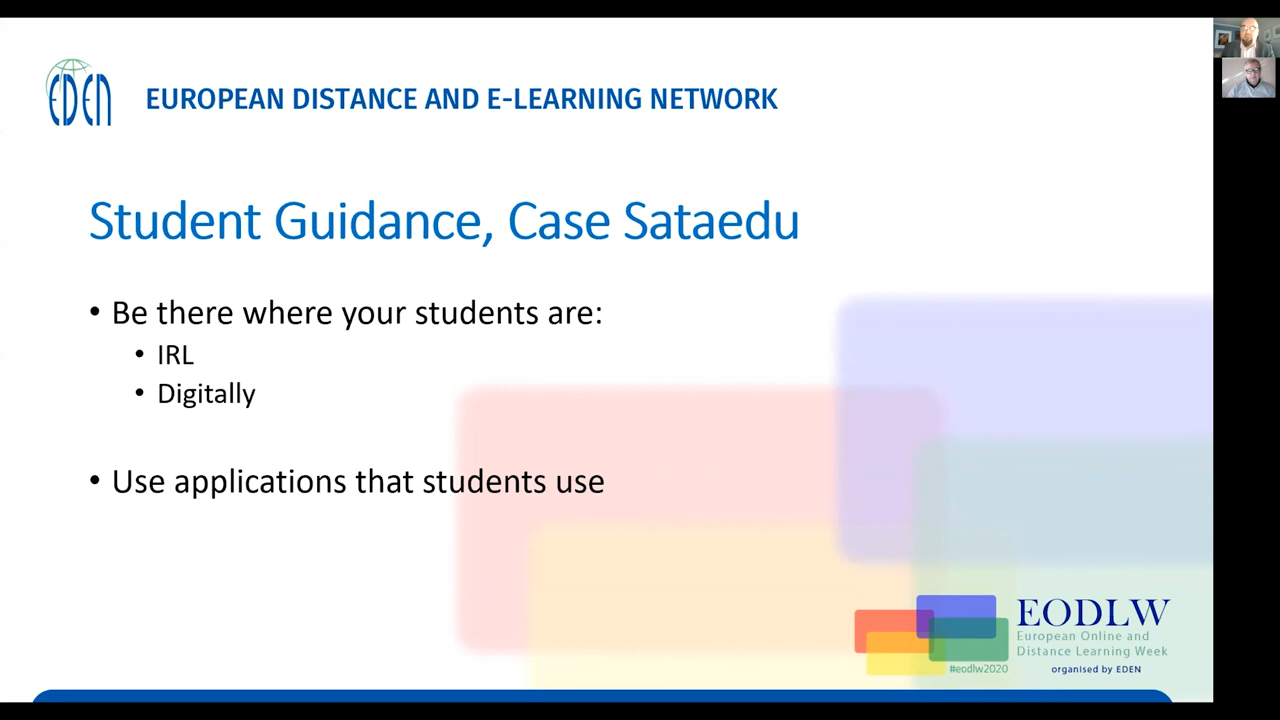 EDEN
EUROPEAN DISTANCE AND E-LEARNING NETWORK
Student Guidance, Case Sataedu
• Be there where your students are:
• IRL
• Digitally
• Use applications that students use
EODLW
European Online and
Distance Learning Week
#eodlw2020
organised by EDEN